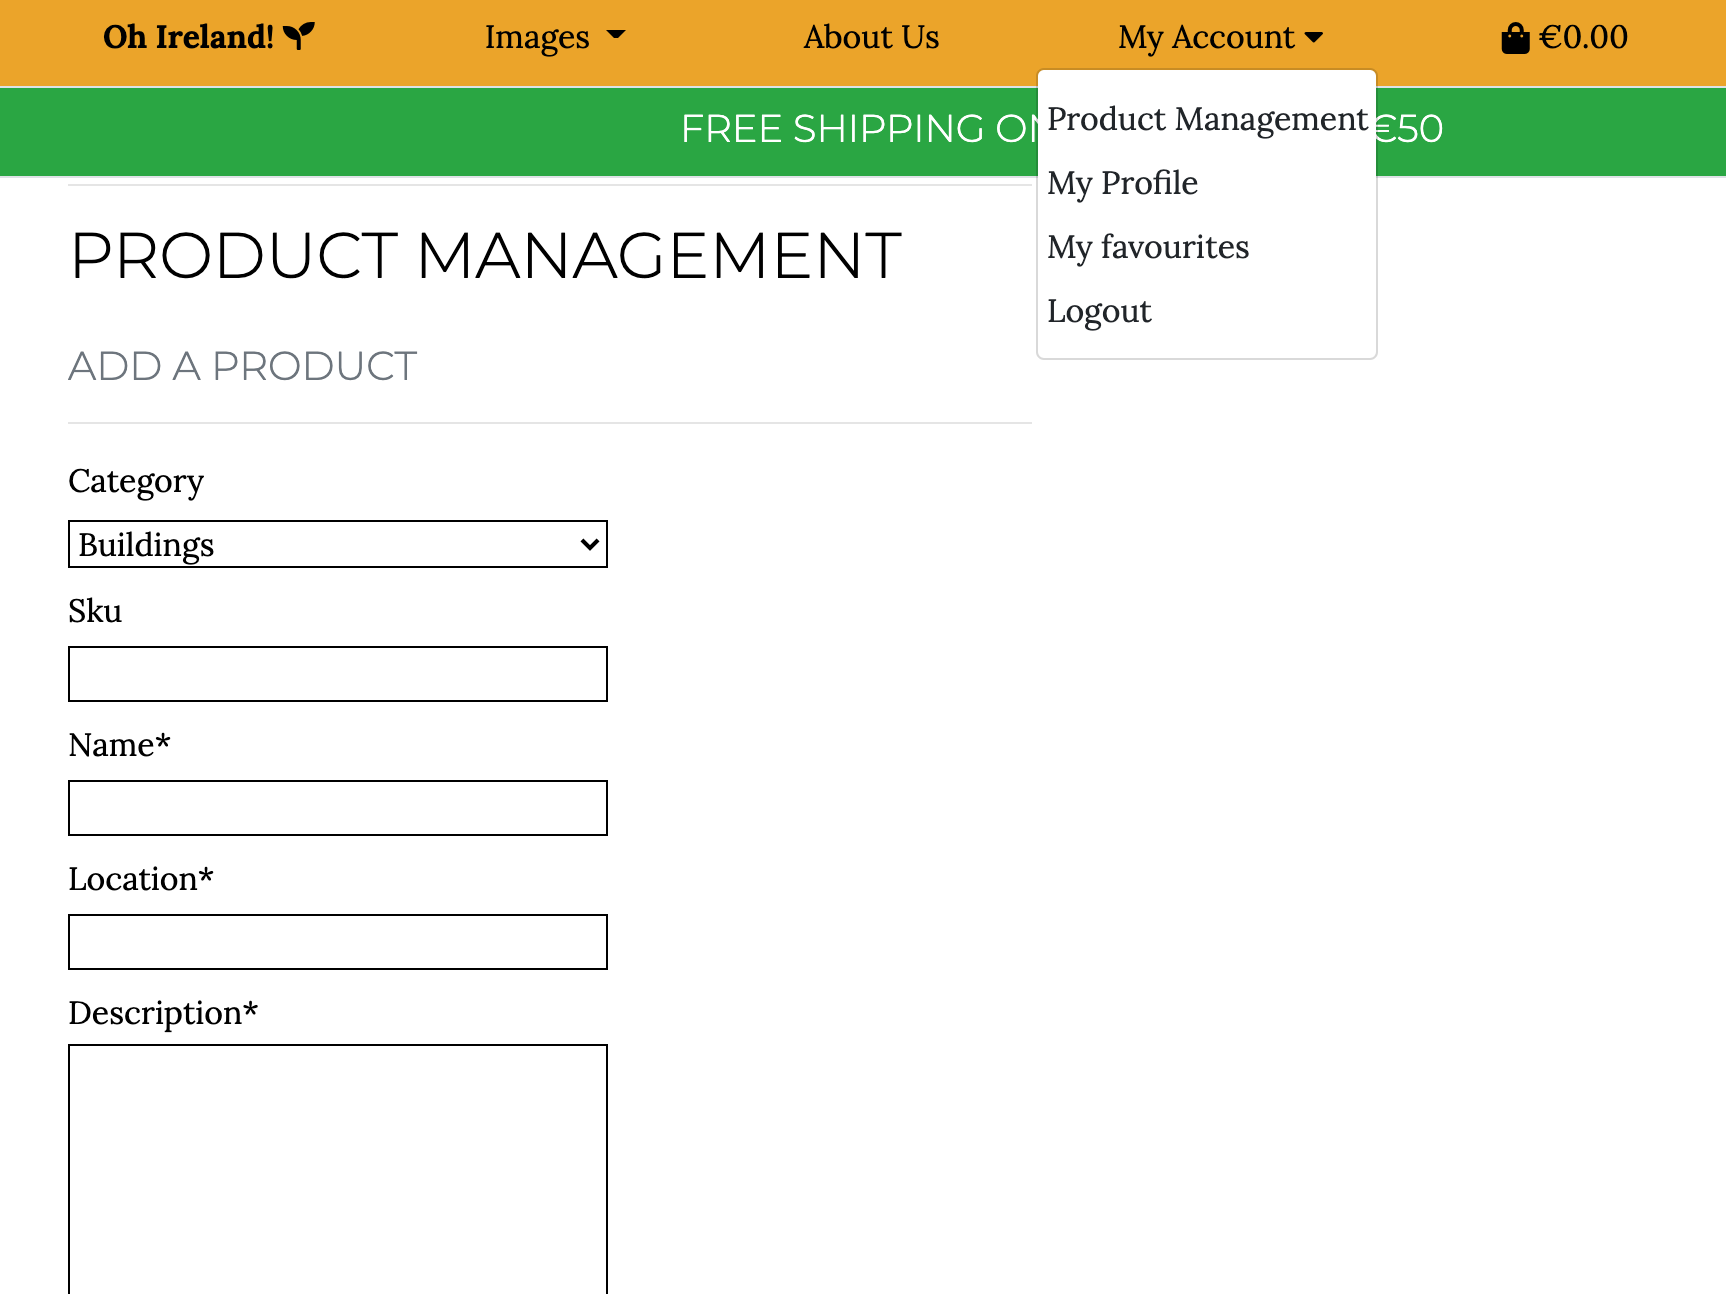 Oh Ireland!
Images
About Us
My Account
€0.00
FREE SHIPPING
€50
Product Management
My Profile
My favourites
Logout
PRODUCT MANAGEMENT
ADD A PRODUCT
Category
Buildings
Sku
Name*
Location*
Description*